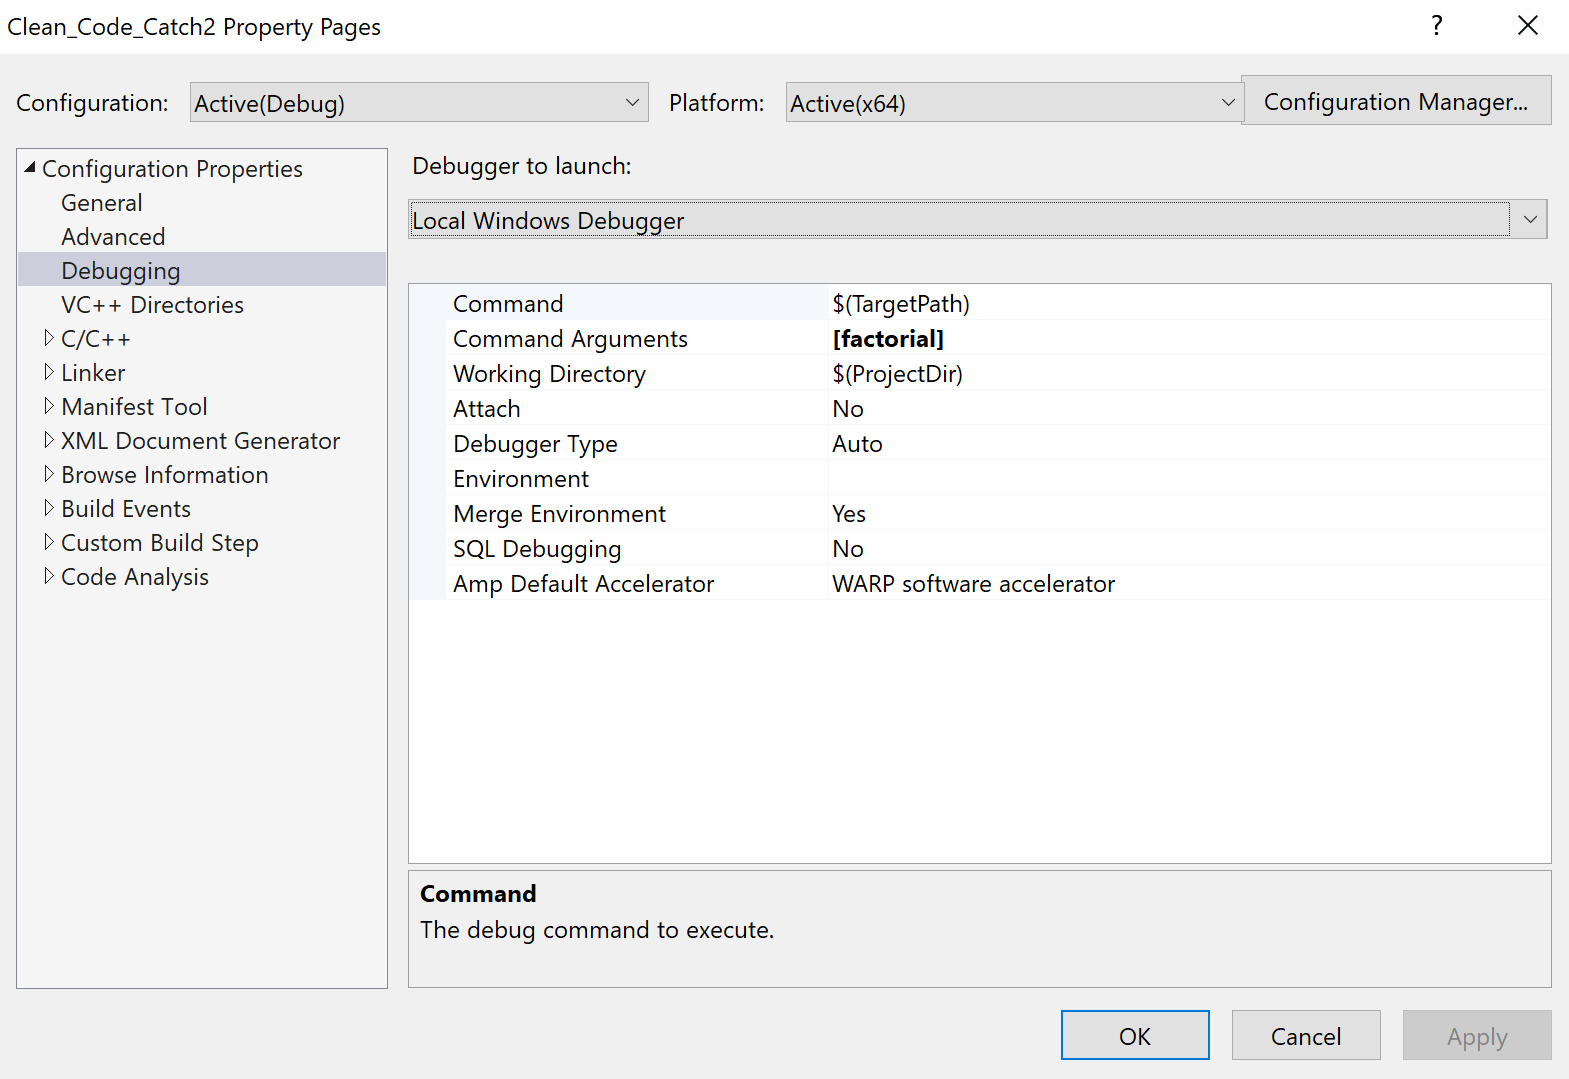 Clean_Code_Catch2 Property Pages
?
Configuration: Active(Debug) Platform: Active(x64) Configuration Manager...
Configuration Properties
General
Advanced
Debugging
VC++ Directories
C/C++
Linker
Manifest Tool
XML Document Generator
Browse Information
Build Events
Custom Build Step
Code Analysis
Debugger to launch:
Local Windows Debugger
Command $(TargetPath)
Command Arguments [factorial]
Working Directory $(ProjectDir)
Attach No
Debugger Type Auto
Environment
Merge Environment Yes
SQL Debugging No
Amp Default Accelerator WARP software accelerator
Command
The debug command to execute.
OK Cancel Apply